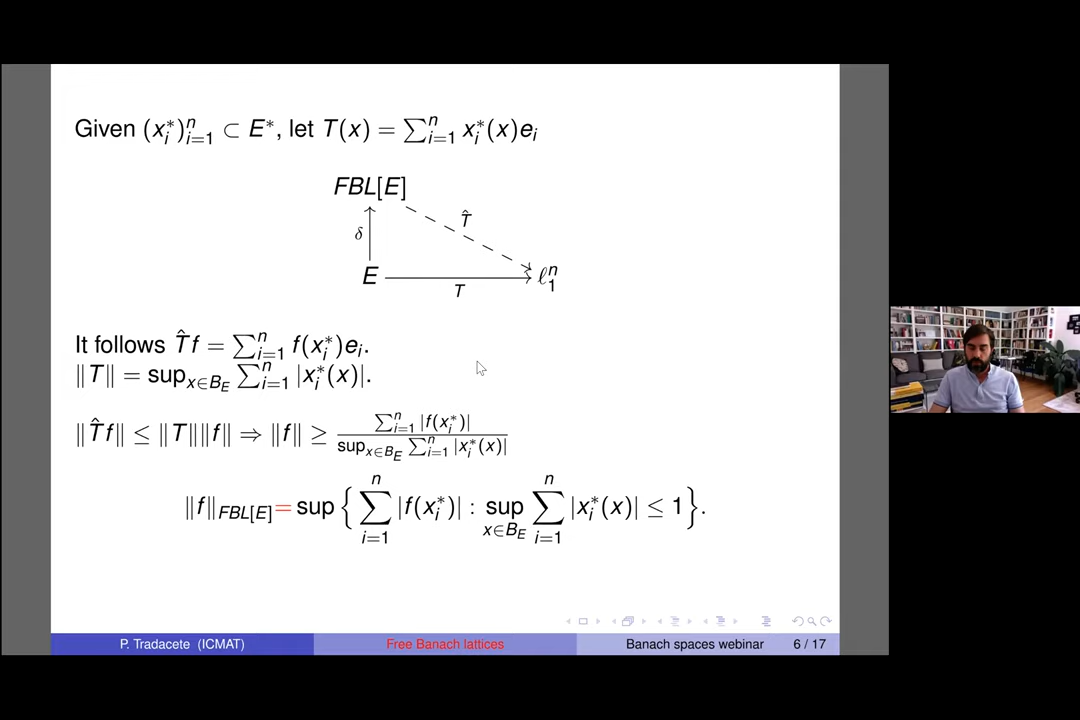 Given (x_i^*)_{i=1}^n ⊂ E^*, let T(x) = ∑_{i=1}^n x_i^*(x)e_i
FBL[E]
T̂
δ
E
ℓ_1^n
T
It follows T̂f = ∑_{i=1}^n f(x_i^*)e_i.
‖T‖ = sup_{x∈B_E} ∑_{i=1}^n |x_i^*(x)|.
‖T̂f‖ ≤ ‖T‖‖f‖ ⇒ ‖f‖ ≥ \frac{∑_{i=1}^n |f(x_i^*)|}{sup_{x∈B_E} ∑_{i=1}^n |x_i^*(x)|}
‖f‖_{FBL[E]} = sup { ∑_{i=1}^n |f(x_i^*)| : sup_{x∈B_E} ∑_{i=1}^n |x_i^*(x)| ≤ 1 }.
P. Tradacete (ICMAT) Free Banach lattices Banach spaces webinar 6 / 17